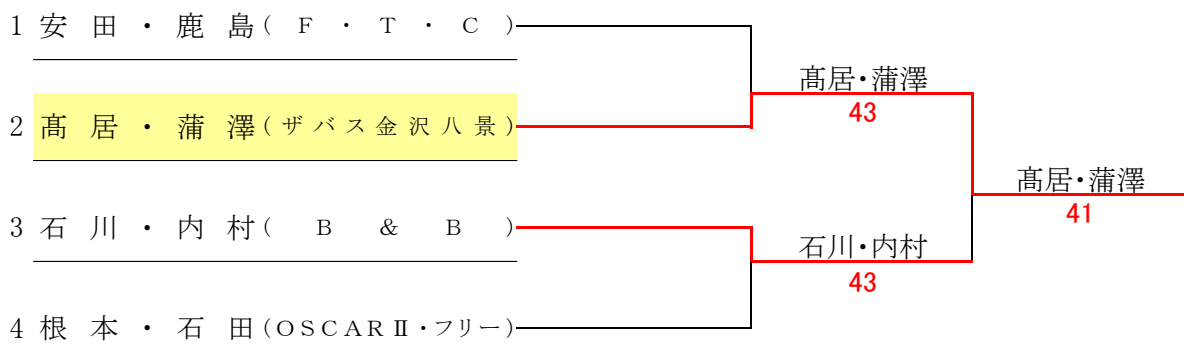 1 安田・鹿島(F・T・C)
髙居・蒲澤
43
2 髙居・蒲澤(ザバス金沢八景)
髙居・蒲澤
41
3 石川・内村(B & B)
石川・内村
43
4 根本・石田(OSCARⅡ・フリー)